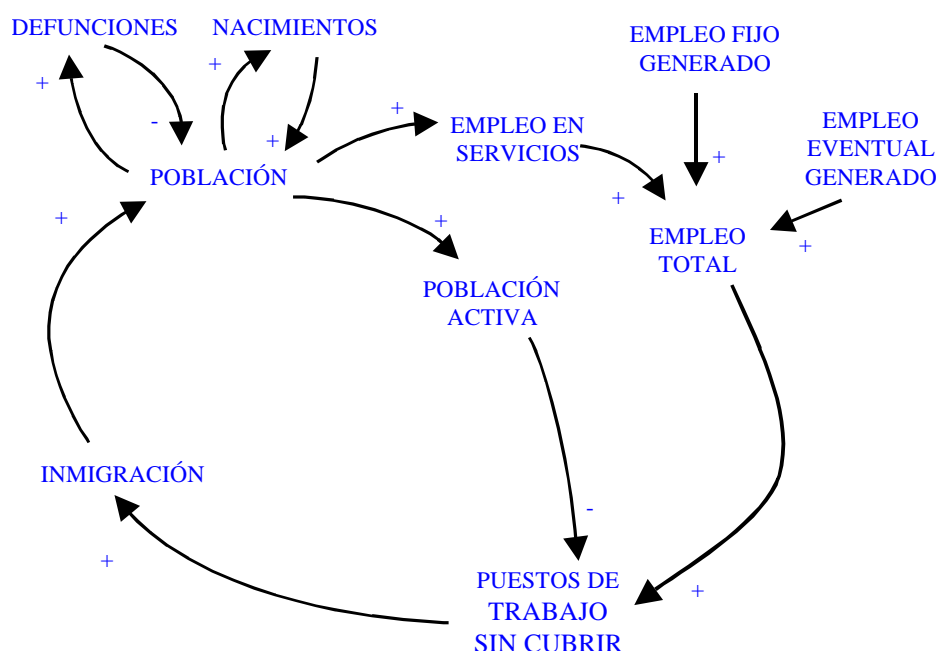 DEFUNCIONES
NACIMIENTOS
EMPLEO FIJO
GENERADO
+
+
-
+
+
EMPLEO EN
SERVICIOS
EMPLEO
EVENTUAL
GENERADO
POBLACIÓN
+
+
+
+
EMPLEO
TOTAL
+
POBLACIÓN
ACTIVA
INMIGRACIÓN
-
+
PUESTOS DE
TRABAJO
SIN CUBRIR
+